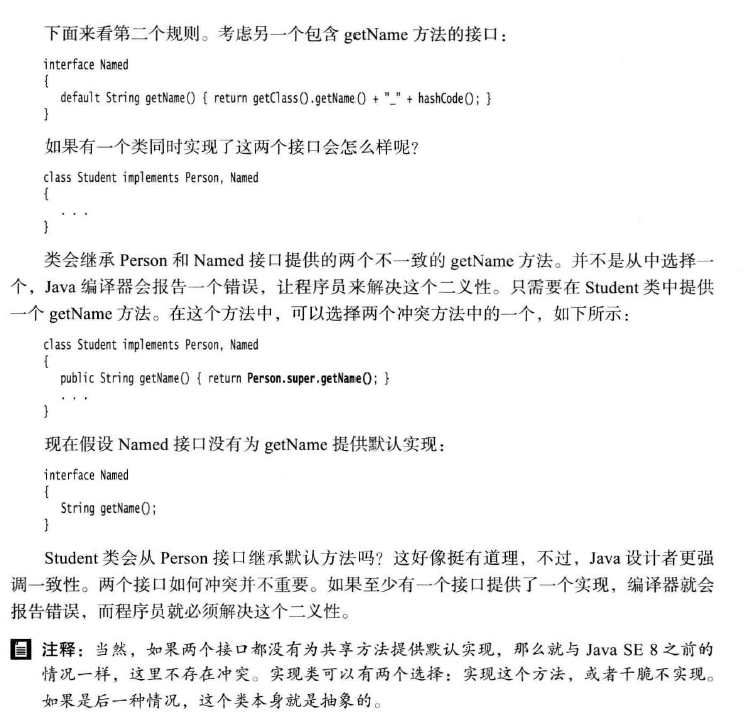 下面来看第二个规则。考虑另一个包含 getName 方法的接口：
interface Named
{
default String getName() { return getClass().getName() + "_" + hashCode(); }
}
如果有一个类同时实现了这两个接口会怎么样呢？
class Student implements Person, Named
{
. . .
}
类会继承 Person 和 Named 接口提供的两个不一致的 getName 方法。并不是从中选择一
个，Java 编译器会报告一个错误，让程序员来解决这个二义性。只需要在 Student 类中提供
一个 getName 方法。在这个方法中，可以选择两个冲突方法中的一个，如下所示：
class Student implements Person, Named
{
public String getName() { return Person.super.getName(); }
. . .
}
现在假设 Named 接口没有为 getName 提供默认实现：
interface Named
{
String getName();
}
Student 类会从 Person 接口继承默认方法吗？这好像挺有道理，不过，Java 设计者更强
调一致性。两个接口如何冲突并不重要。如果至少有一个接口提供了一个实现，编译器就会
报告错误，而程序员就必须解决这个二义性。
注释：当然，如果两个接口都没有为共享方法提供默认实现，那么就与 Java SE 8 之前的
情况一样，这里不存在冲突。实现类可以有两个选择：实现这个方法，或者干脆不实现。
如果是后一种情况，这个类本身就是抽象的。